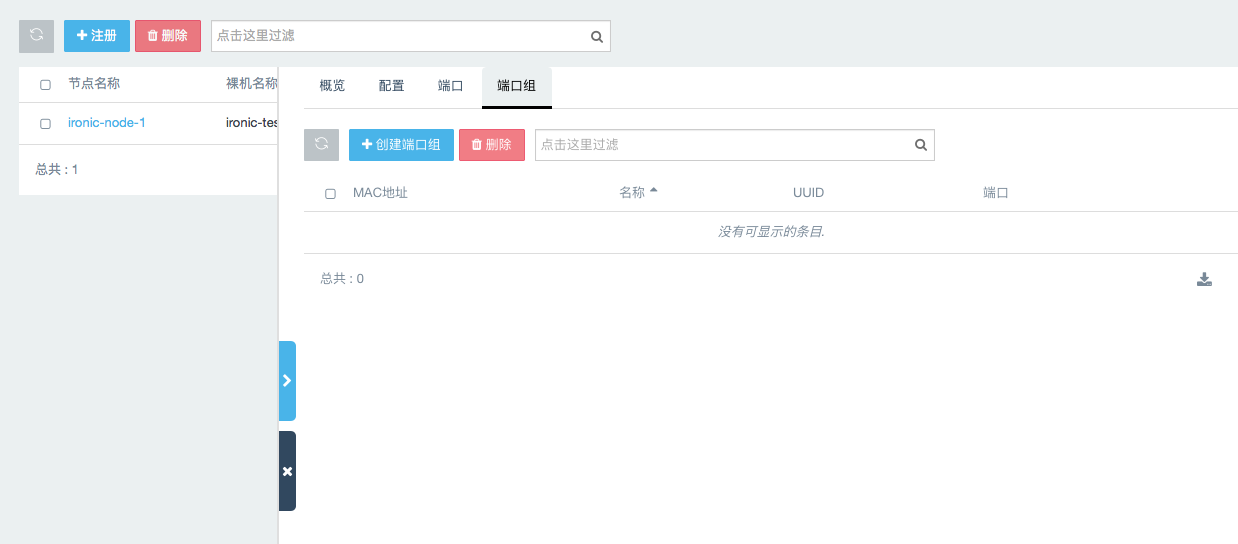 注册 删除 点击这里过滤
节点名称 裸机名称
ironic-node-1 ironic-tes
总共 : 1
概览 配置 端口 端口组
创建端口组 删除 点击这里过滤
MAC地址 名称 UUID 端口
没有可显示的条目.
总共 : 0